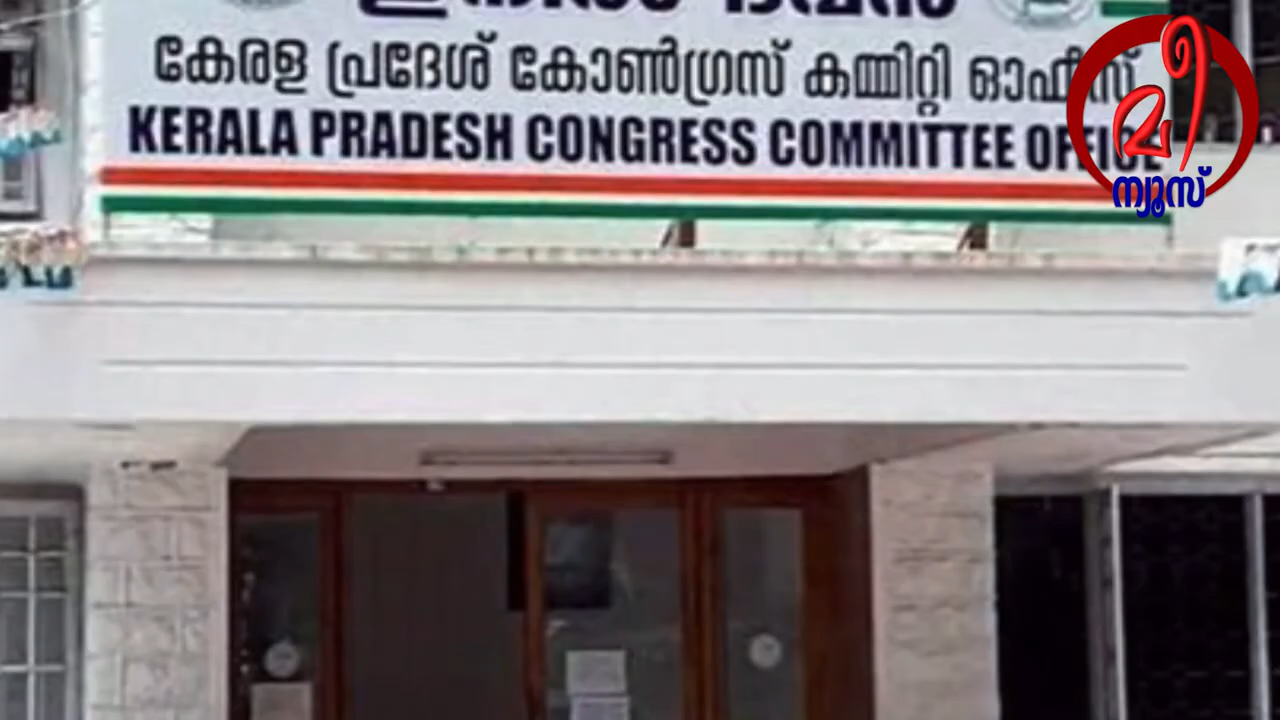 കേരള പ്രദേശ് കോൺഗ്രസ് കമ്മിറ്റി ഓഫീസ്
KERALA PRADESH CONGRESS COMMITTEE OFFICE
മീ
ന്യൂസ്